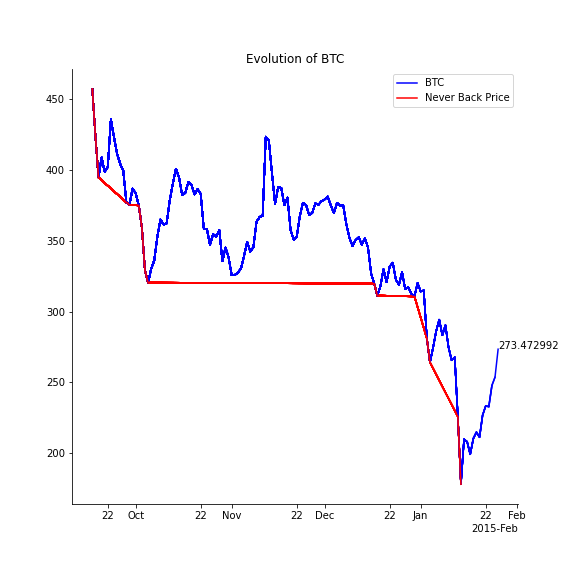 Evolution of BTC
BTC
Never Back Price
450
400
350
300
250
200
273.472992
22 Oct 22 Nov 22 Dec 22 Jan 22 Feb
2015-Feb